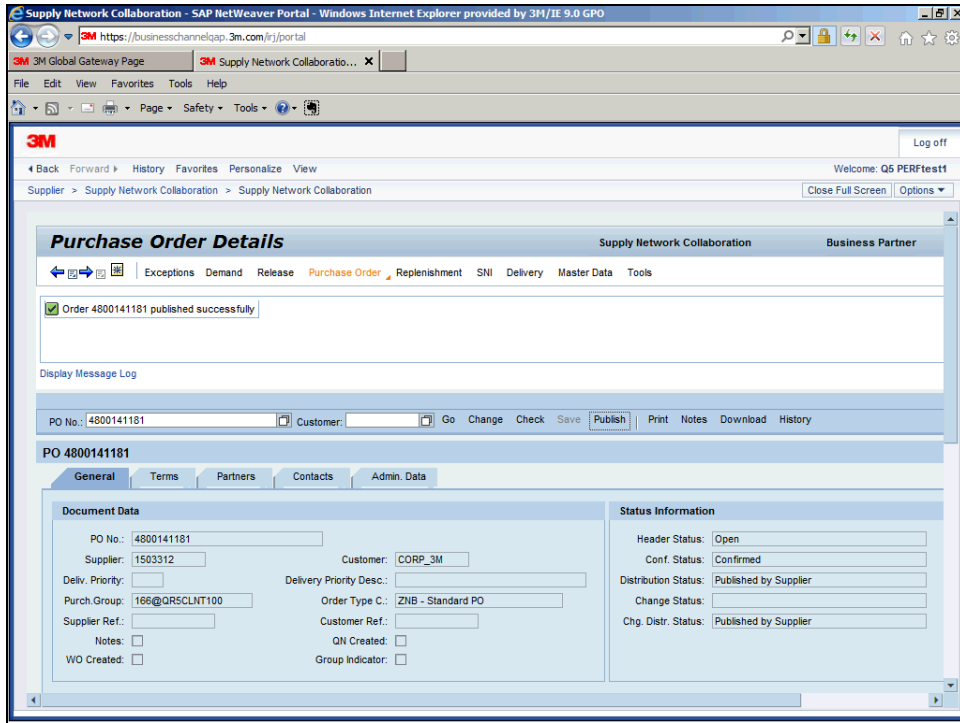 Supply Network Collaboration - SAP NetWeaver Portal - Windows Internet Explorer provided by 3M/IE 9.0 GPO
3M https://businesschannelqap.3m.com/irj/portal
3M 3M Global Gateway Page 3M Supply Network Collaboratio... X
File Edit View Favorites Tools Help
Page Safety Tools
3M Log off
Back Forward History Favorites Personalize View Welcome: Q5 PERFtest1
Supplier > Supply Network Collaboration > Supply Network Collaboration Close Full Screen Options
Purchase Order Details Supply Network Collaboration Business Partner
Exceptions Demand Release Purchase Order Replenishment SNI Delivery Master Data Tools
Order 4800141181 published successfully
Display Message Log
PO No.: 4800141181 Customer: Go Change Check Save Publish Print Notes Download History
PO 4800141181
General Terms Partners Contacts Admin. Data
Document Data Status Information
PO No.: 4800141181 Header Status: Open
Supplier: 1503312 Customer: CORP_3M Conf. Status: Confirmed
Deliv. Priority: Delivery Priority Desc.: Distribution Status: Published by Supplier
Purch.Group: 166@QR5CLNT100 Order Type C.: ZNB - Standard PO Change Status:
Supplier Ref.: Customer Ref.: Chg. Distr. Status: Published by Supplier
Notes: QN Created:
WO Created: Group Indicator: